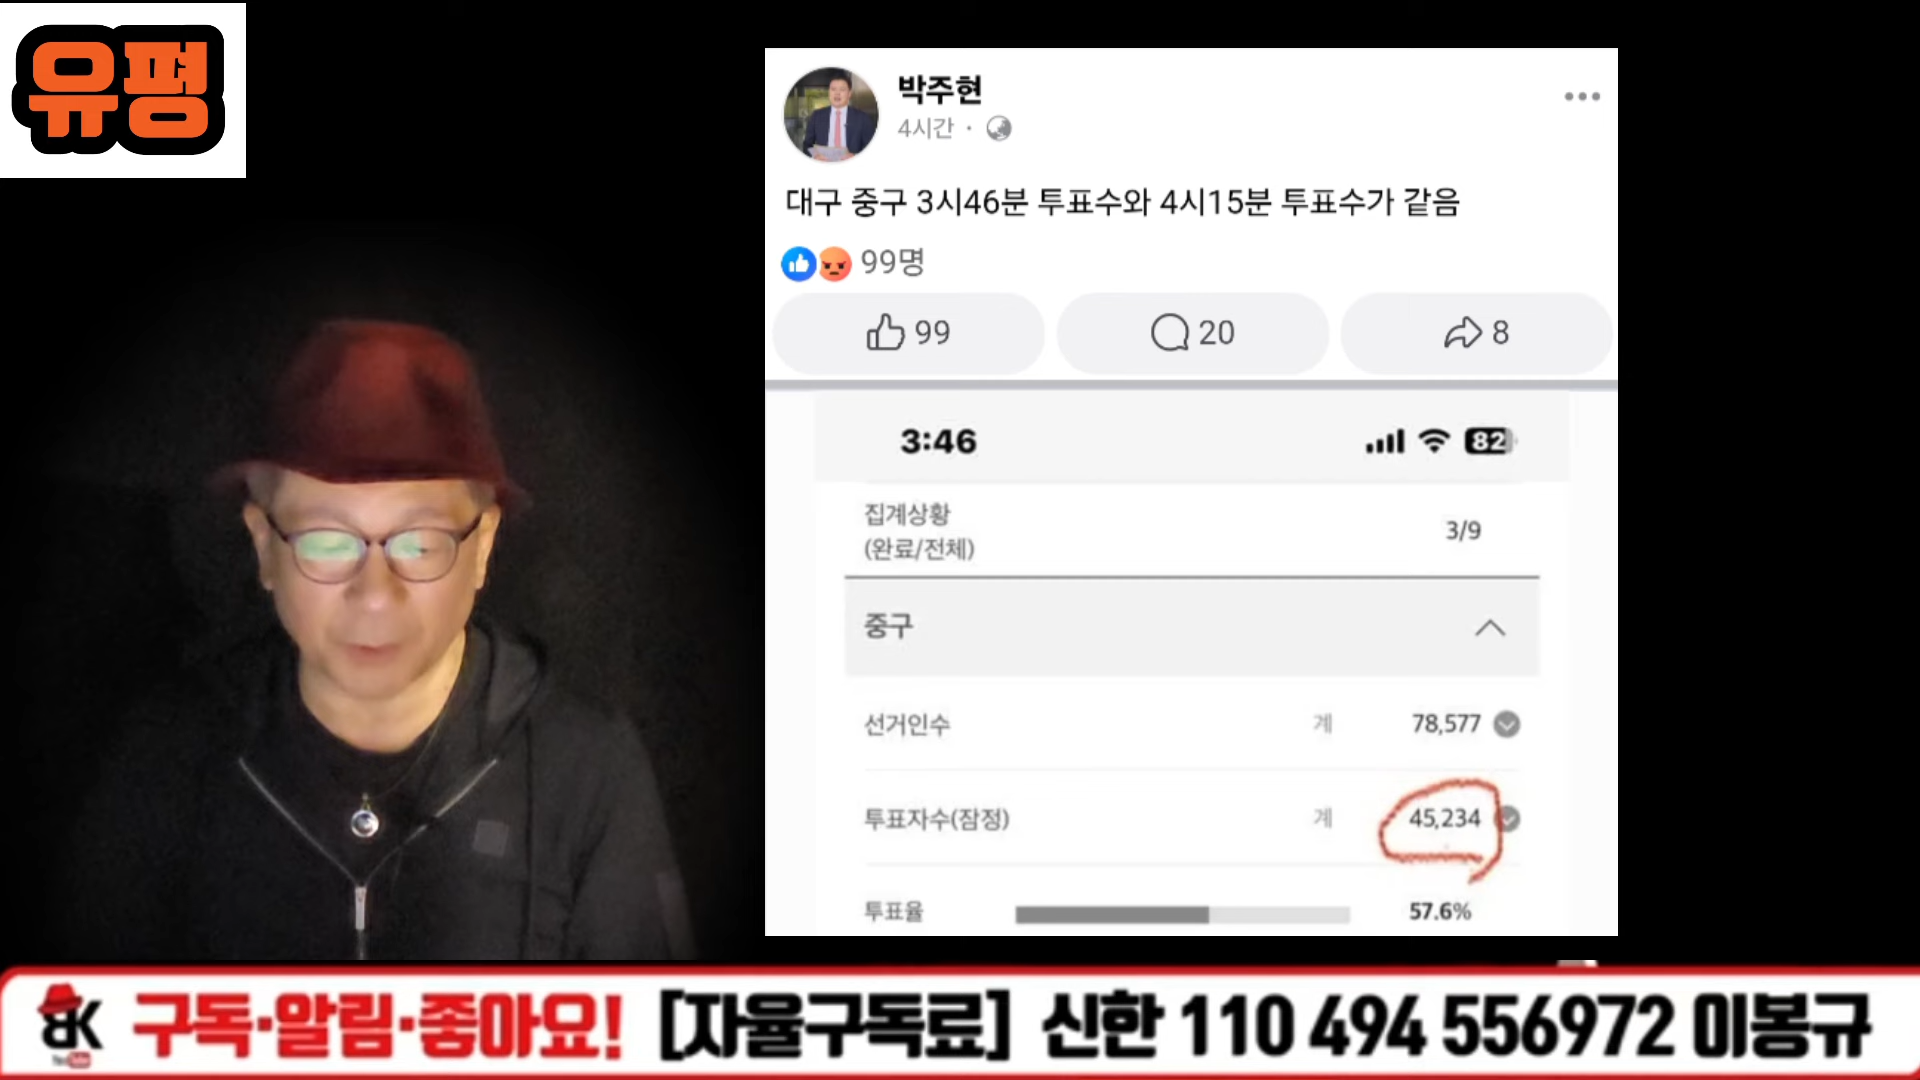 유평
박주현
4시간 ·
대구 중구 3시46분 투표수와 4시15분 투표수가 같음
99명
99
20
8
3:46
82
집계상황
(완료/전체)
3/9
중구
선거인수 계 78,577
투표자수(잠정) 계 45,234
투표율 57.6%
BK
YouTube
구독·알림·좋아요! [자율구독료] 신한 110 494 556972 이봉규